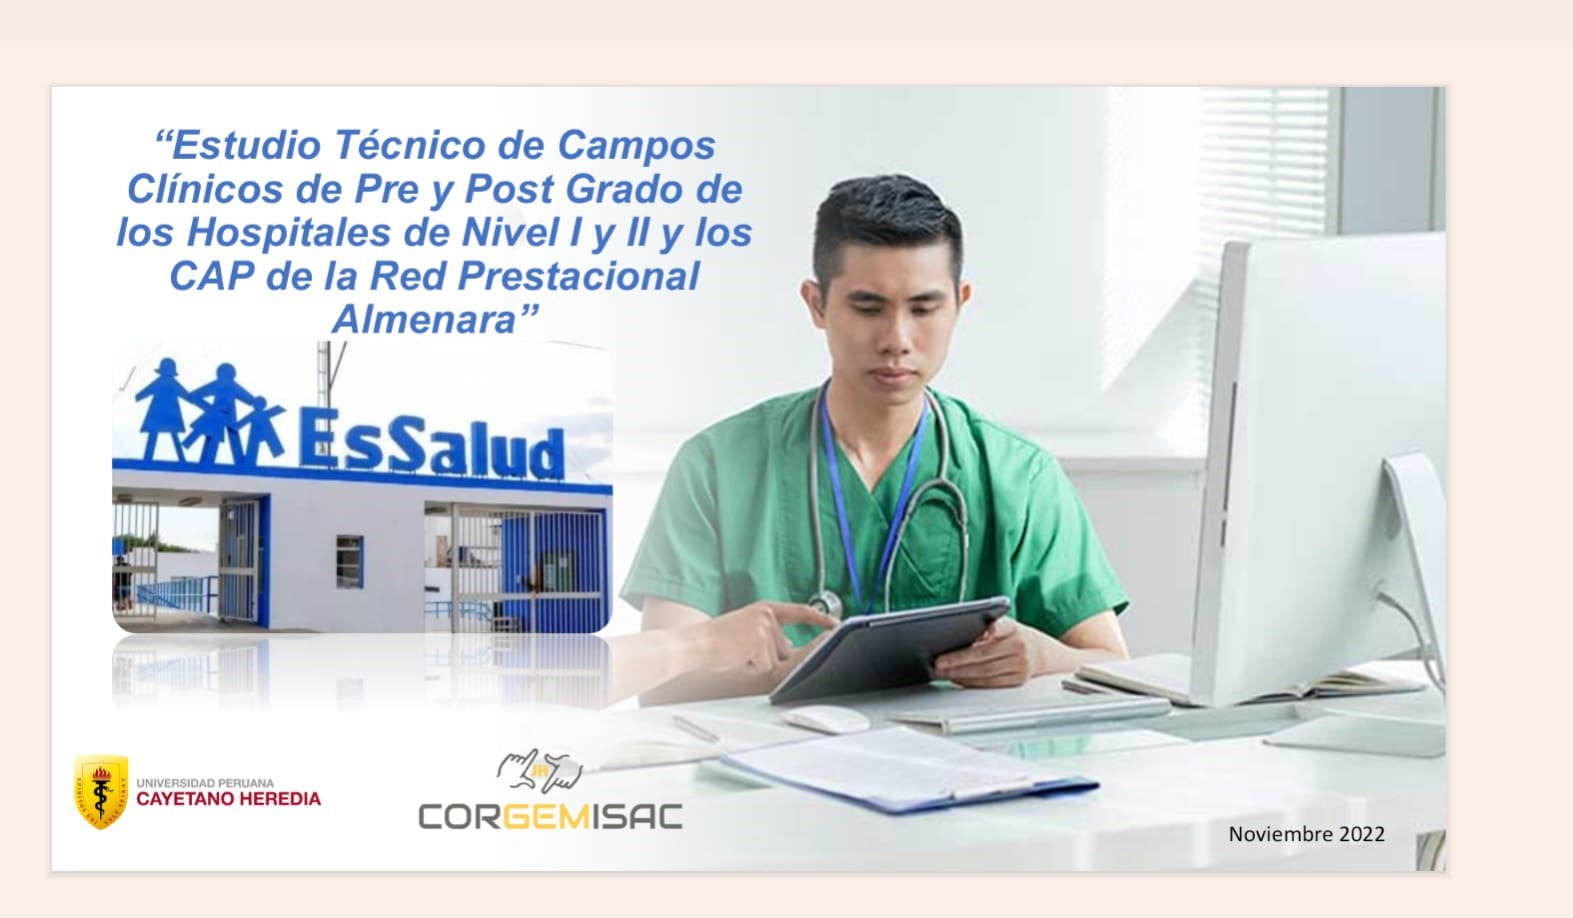 “Estudio Técnico de Campos
Clínicos de Pre y Post Grado de
los Hospitales de Nivel I y II y los
CAP de la Red Prestacional
Almenara”
EsSalud
UNIVERSIDAD PERUANA
CAYETANO HEREDIA
JH
CORGEMISAC
Noviembre 2022